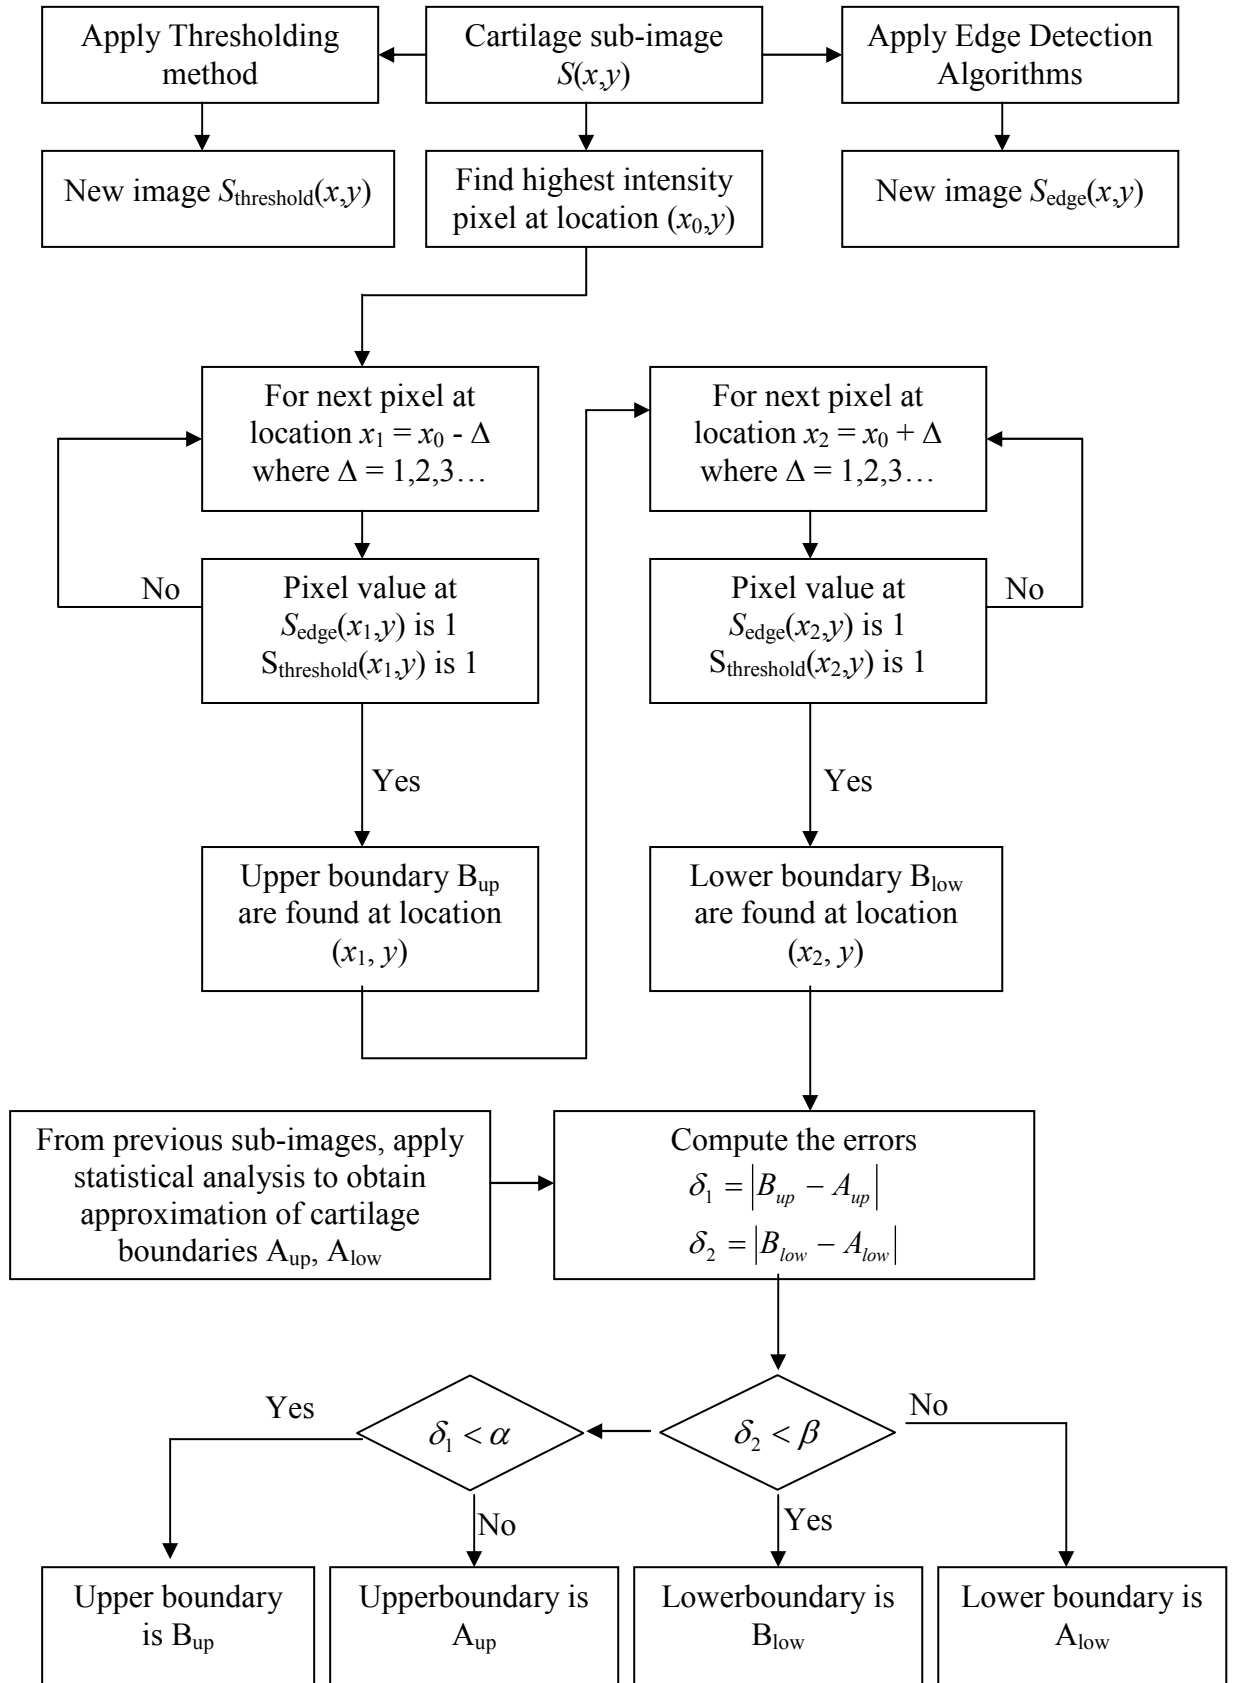 Apply Thresholding
method
Cartilage sub-image
S(x,y)
Apply Edge Detection
Algorithms
New image Sthreshold(x,y)
Find highest intensity
pixel at location (x0,y)
New image Sedge(x,y)
For next pixel at
location x1 = x0 - Δ
where Δ = 1,2,3…
For next pixel at
location x2 = x0 + Δ
where Δ = 1,2,3…
No
Pixel value at
Sedge(x1,y) is 1
Sthreshold(x1,y) is 1
Pixel value at
Sedge(x2,y) is 1
Sthreshold(x2,y) is 1
No
Yes
Yes
Upper boundary Bup
are found at location
(x1, y)
Lower boundary Blow
are found at location
(x2, y)
From previous sub-images, apply
statistical analysis to obtain
approximation of cartilage
boundaries Aup, Alow
Compute the errors
δ1 = |Bup − Aup|
δ2 = |Blow − Alow|
Yes
δ1 < α
δ2 < β
No
No
Yes
Upper boundary
is Bup
Upperboundary is
Aup
Lowerboundary is
Blow
Lower boundary is
Alow